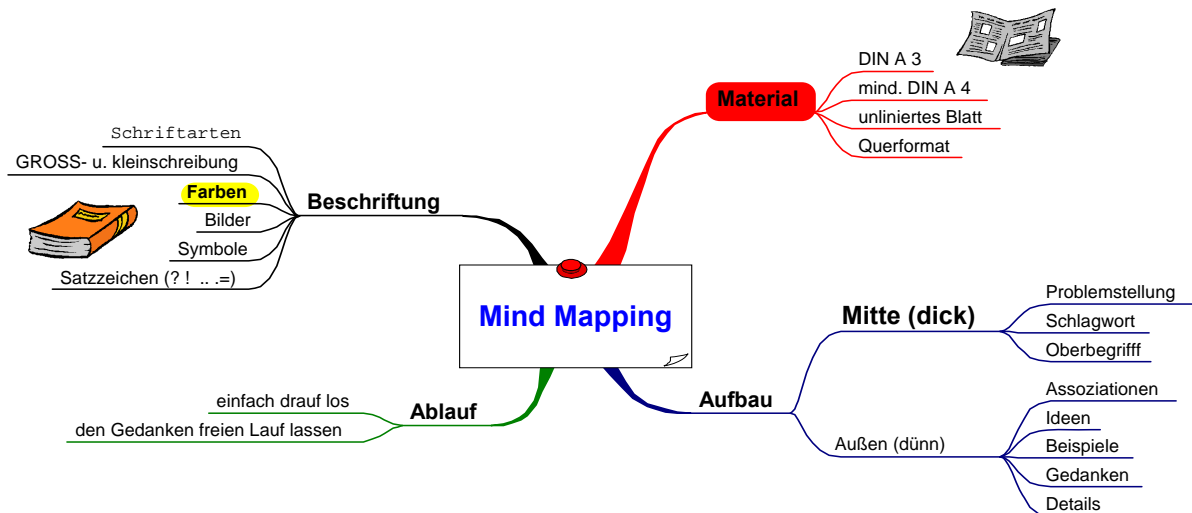 Mind Mapping
Material
DIN A 3
mind. DIN A 4
unliniertes Blatt
Querformat
Beschriftung
Schriftarten
GROSS- u. kleinschreibung
Farben
Bilder
Symbole
Satzzeichen (? ! .. .=)
Ablauf
einfach drauf los
den Gedanken freien Lauf lassen
Aufbau
Mitte (dick)
Problemstellung
Schlagwort
Oberbegrifff
Außen (dünn)
Assoziationen
Ideen
Beispiele
Gedanken
Details